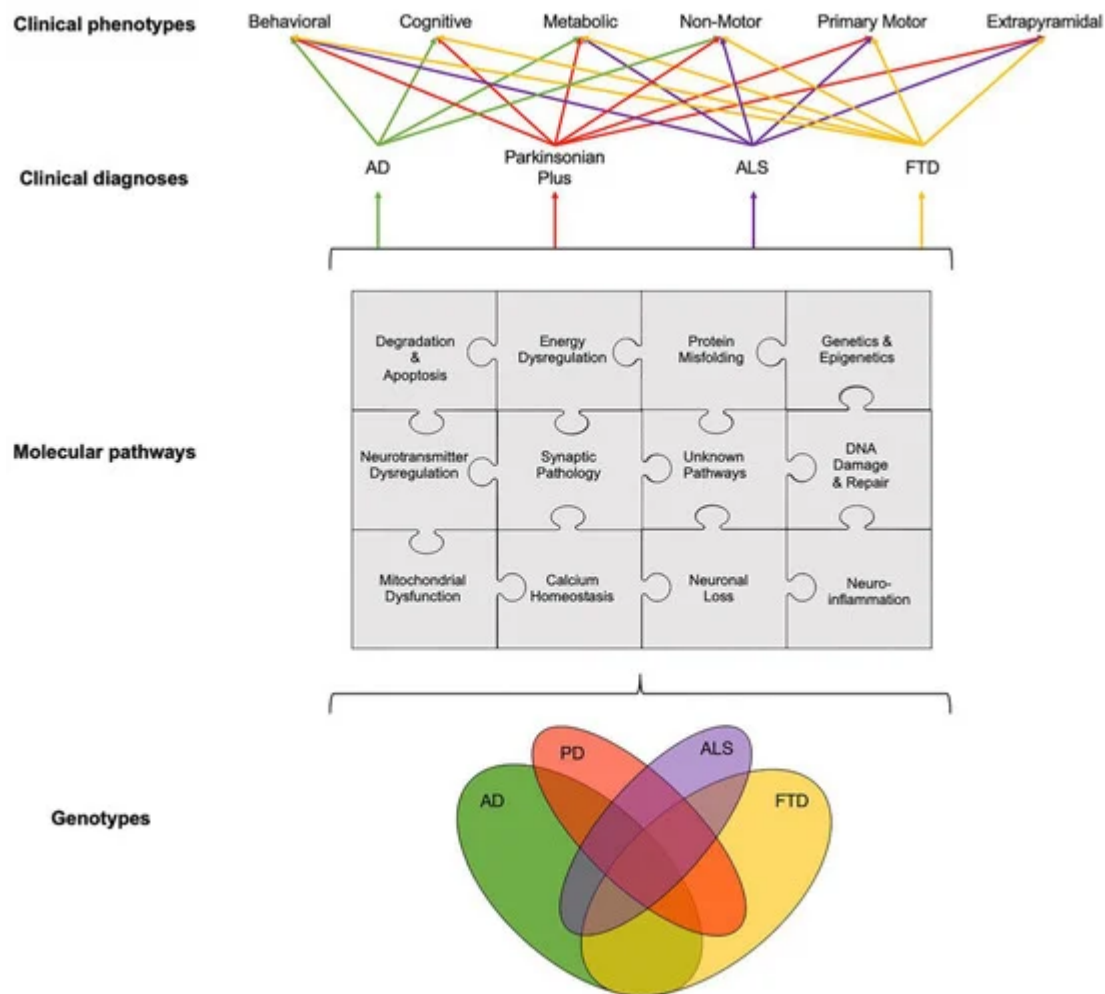 Clinical phenotypes
Behavioral
Cognitive
Metabolic
Non-Motor
Primary Motor
Extrapyramidal
Clinical diagnoses
AD
Parkinsonian
Plus
ALS
FTD
Molecular pathways
Degradation
&
Apoptosis
Energy
Dysregulation
Protein
Misfolding
Genetics &
Epigenetics
Neurotransmitter
Dysregulation
Synaptic
Pathology
Unknown
Pathways
DNA
Damage
& Repair
Mitochondrial
Dysfunction
Calcium
Homeostasis
Neuronal
Loss
Neuro-
inflammation
Genotypes
AD
PD
ALS
FTD